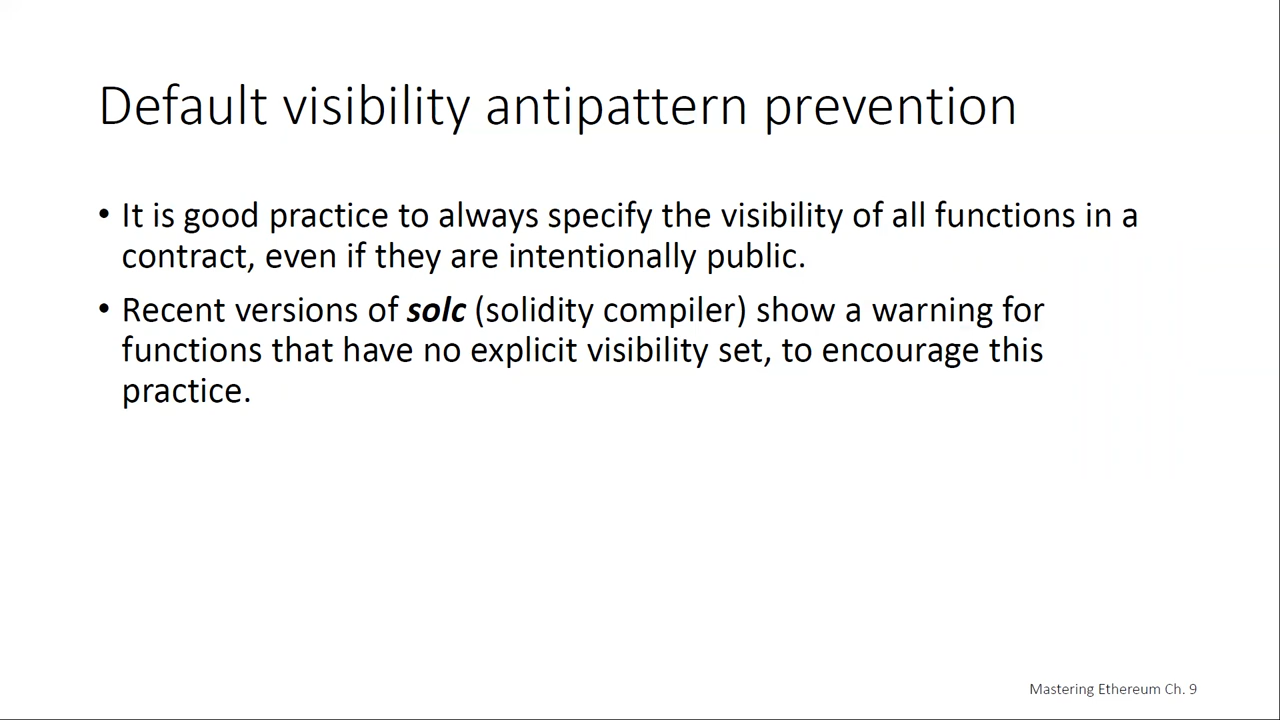 Default visibility antipattern prevention
• It is good practice to always specify the visibility of all functions in a
contract, even if they are intentionally public.
• Recent versions of solc (solidity compiler) show a warning for
functions that have no explicit visibility set, to encourage this
practice.
Mastering Ethereum Ch. 9